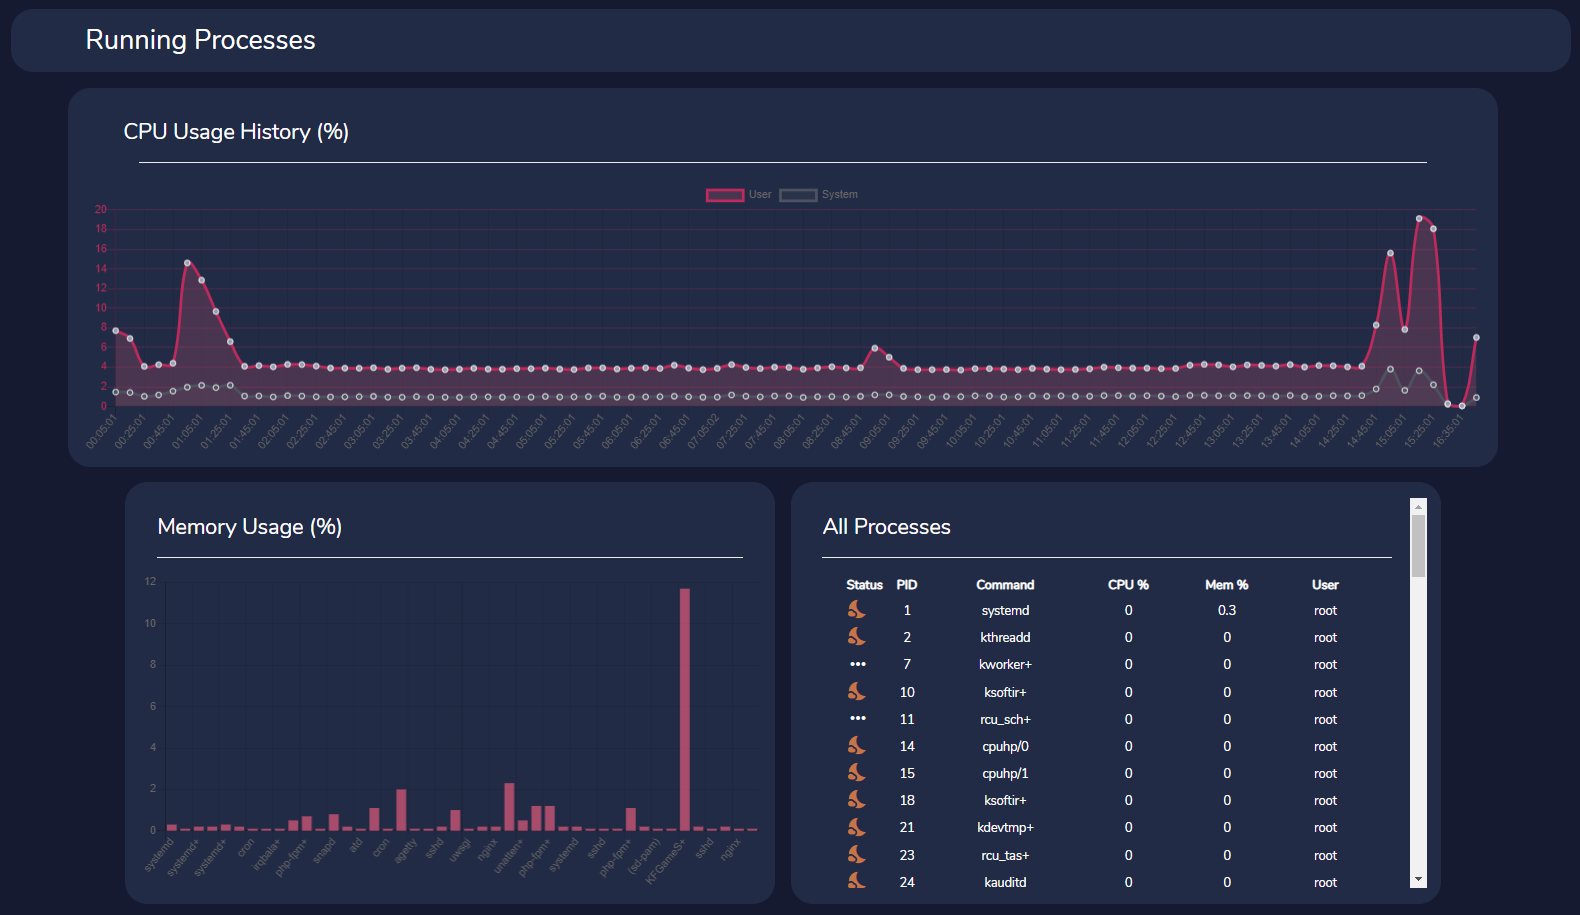 Running Processes
CPU Usage History (%)
User System
20
18
16
14
12
10
8
6
4
2
0
00:05:01 00:25:01 00:45:01 01:05:01 01:25:01 01:45:01 02:05:01 02:25:01 02:45:01 03:05:01 03:25:01 03:45:01 04:05:01 04:25:01 04:45:01 05:05:01 05:25:01 05:45:01 06:05:01 06:25:01 06:45:01 07:05:02 07:25:01 07:45:01 08:05:01 08:25:01 08:45:01 09:05:01 09:25:01 09:45:01 10:05:01 10:25:01 10:45:01 11:05:01 11:25:01 11:45:01 12:05:01 12:25:01 12:45:01 13:05:01 13:25:01 13:45:01 14:05:01 14:25:01 14:45:01 15:05:01 15:25:01 16:35:01
Memory Usage (%)
12
10
8
6
4
2
0
systemd systemd+ systemd+ cron irqbala+ php-fpm+ snapd atd cron agetty sshd uwsgi nginx unatten+ php-fpm+ systemd sshd php-fpm+ (sd-pam) KFGameS+ sshd nginx
All Processes
Status PID Command CPU % Mem % User
1 systemd 0 0.3 root
2 kthreadd 0 0 root
7 kworker+ 0 0 root
10 ksoftir+ 0 0 root
11 rcu_sch+ 0 0 root
14 cpuhp/0 0 0 root
15 cpuhp/1 0 0 root
18 ksoftir+ 0 0 root
21 kdevtmp+ 0 0 root
23 rcu_tas+ 0 0 root
24 kauditd 0 0 root